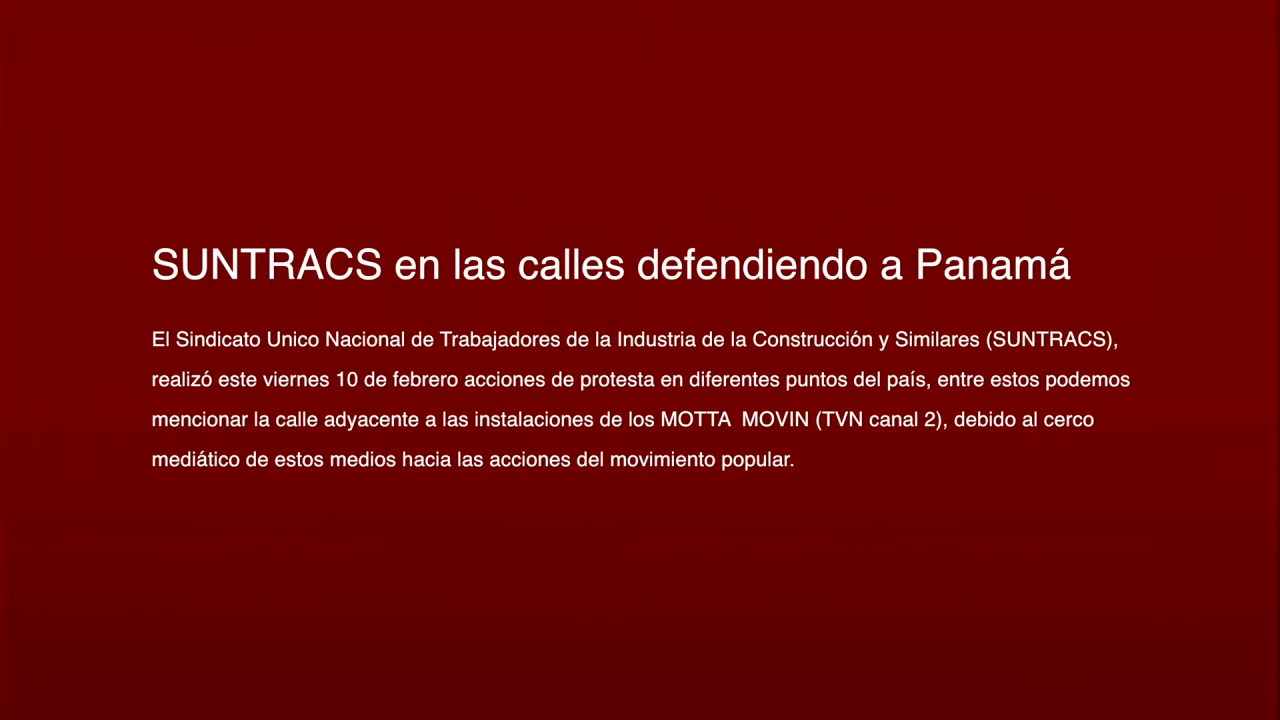 SUNTRACS en las calles defendiendo a Panamá
El Sindicato Unico Nacional de Trabajadores de la Industria de la Construcción y Similares (SUNTRACS),
realizó este viernes 10 de febrero acciones de protesta en diferentes puntos del país, entre estos podemos
mencionar la calle adyacente a las instalaciones de los MOTTA  MOVIN (TVN canal 2), debido al cerco
mediático de estos medios hacia las acciones del movimiento popular.